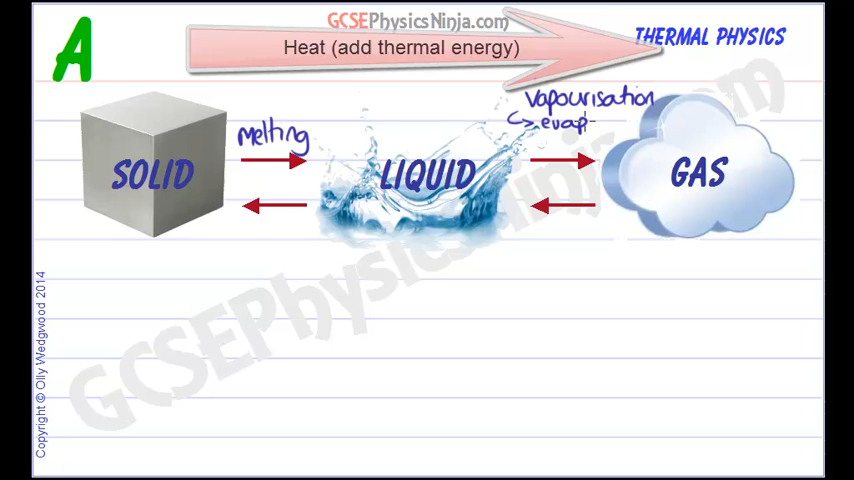 GCSEPhysicsNinja.com
A
Heat (add thermal energy)
THERMAL PHYSICS
Vapourisation
↳ evap
Melting
SOLID
LIQUID
GAS
GCSEPhysicsNinja.com
Copyright © Olly Wedgwood 2014